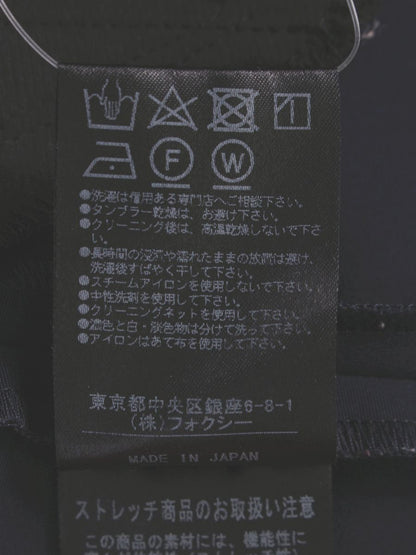 F W
●洗濯は信用ある専門店へご相談下さい。
●タンブラー乾燥は、お避け下さい。
●クリーニング後は、高温乾燥しないで下さ
い。
●長時間の浸漬や濡れたままの放置は避け、
洗濯後すばやく干して下さい。
●スチームアイロンを使用しないで下さい。
●中性洗剤を使用して下さい。
●クリーニングネットを使用して下さい。
●濃色と白・淡色物は分けて洗って下さい。
●アイロンはあて布を使用して下さい。
東京都中央区銀座6-8-1
(株)フォクシー
MADE IN JAPAN
ストレッチ商品のお取扱い注意
この商品の素材には、機能性に